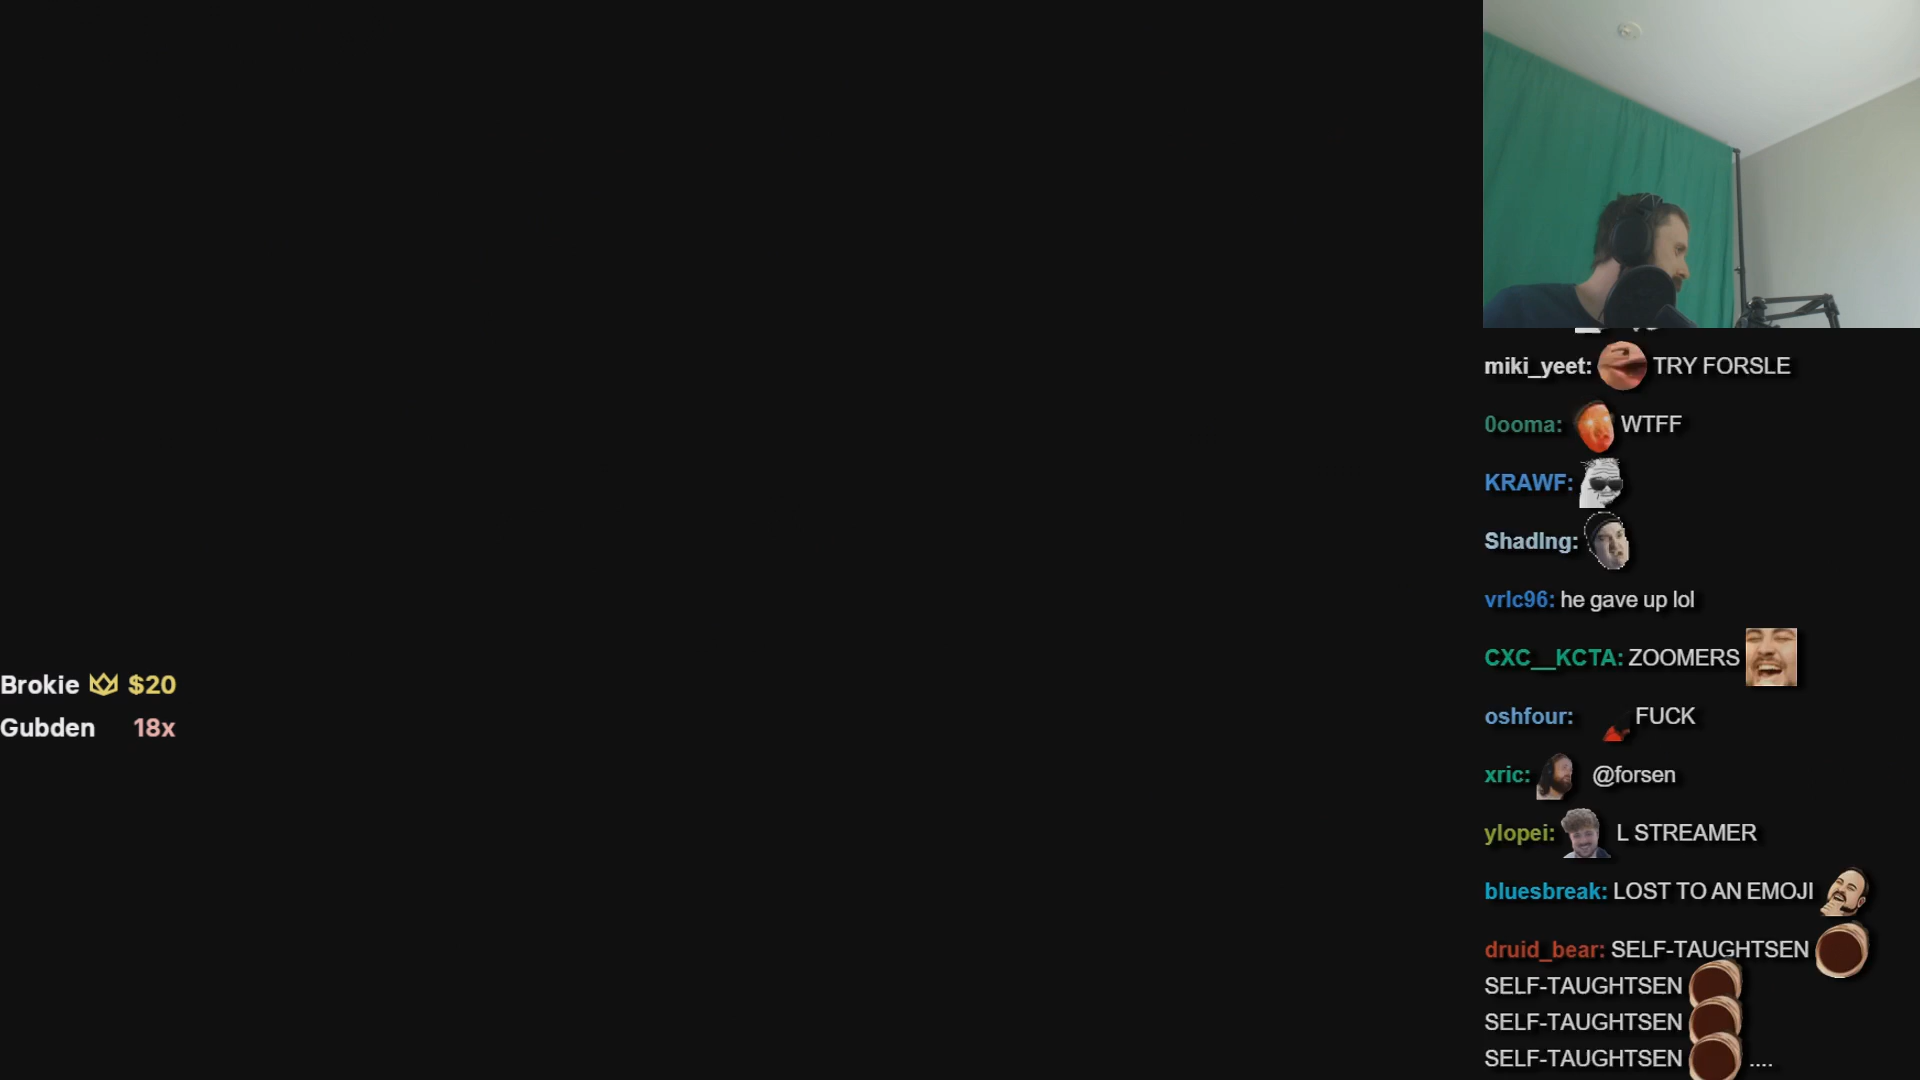 miki_yeet: TRY FORSLE
0ooma: WTFF
KRAWF:
ShadIng:
vrlc96: he gave up lol
CXC__KCTA: ZOOMERS
oshfour: FUCK
xric: @forsen
ylopei: L STREAMER
bluesbreak: LOST TO AN EMOJI
druid_bear: SELF-TAUGHTSEN
SELF-TAUGHTSEN
SELF-TAUGHTSEN
SELF-TAUGHTSEN ....
Brokie $20
Gubden 18x